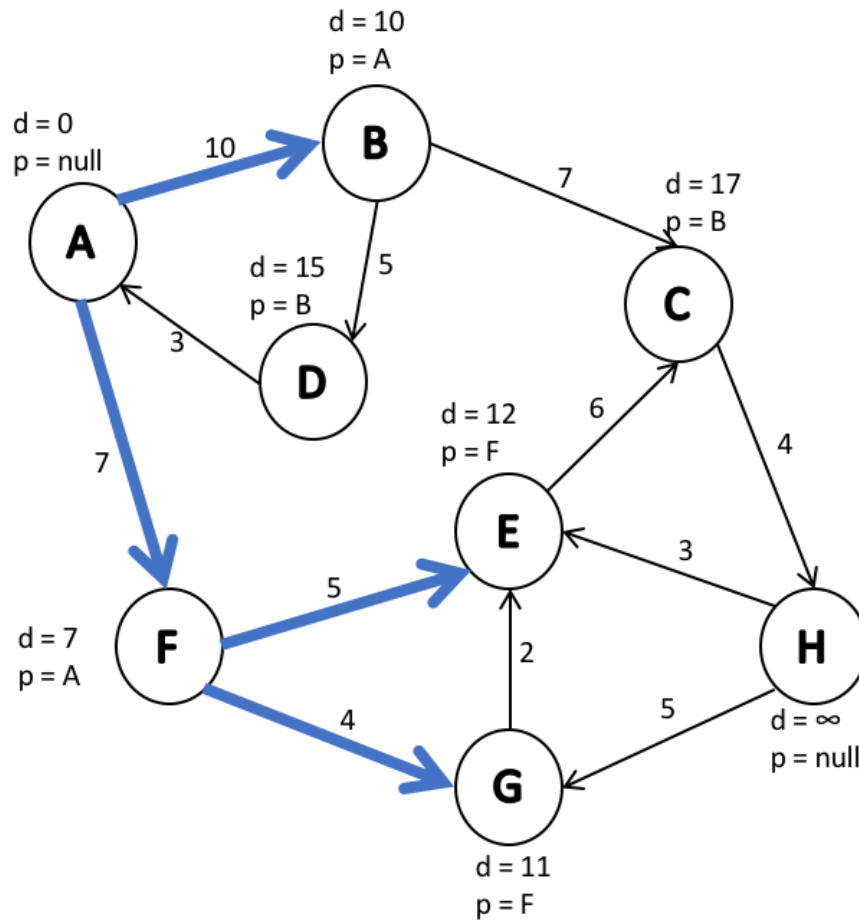 d = 10
p = A
B
d = 0
p = null
10
A
7
d = 17
p = B
C
5
d = 15
p = B
D
3
d = 12
p = F
6
4
7
E
3
5
F
d = 7
p = A
2
H
d = ∞
p = null
4
5
G
d = 11
p = F